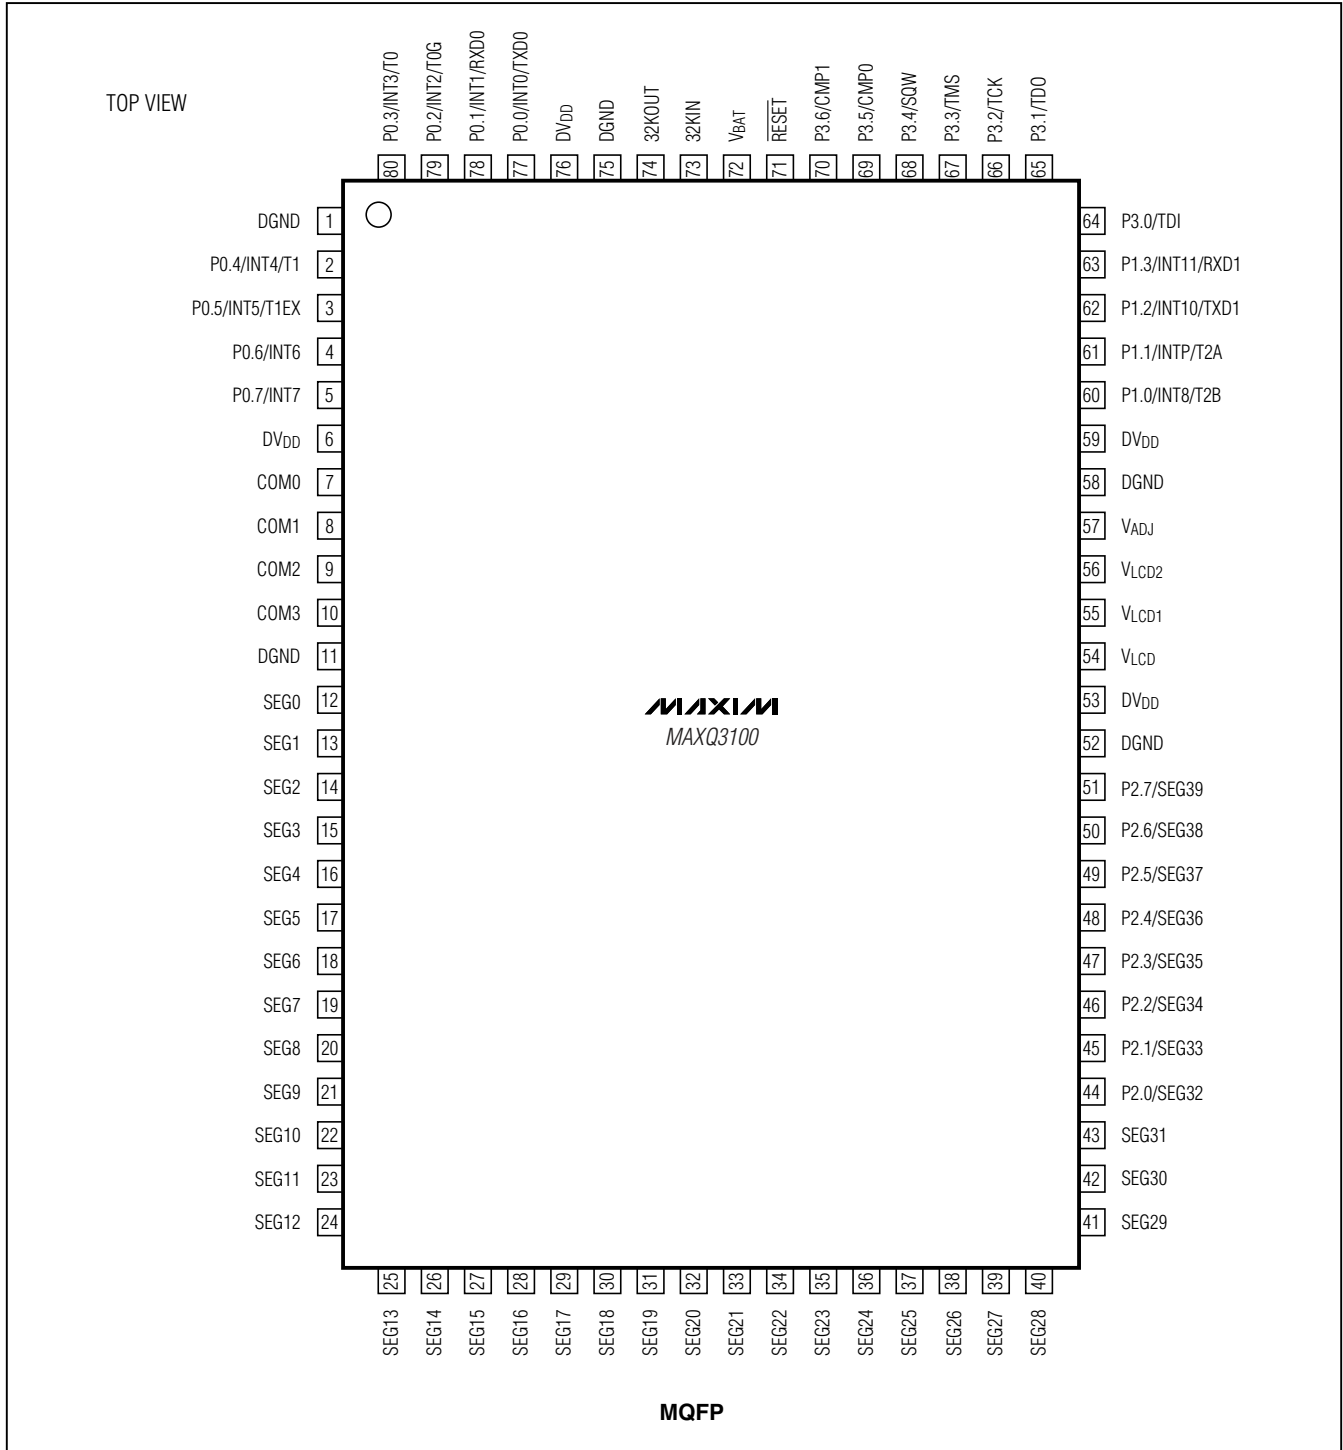 TOP VIEW
P0.3/INT3/T0
P0.2/INT2/T0G
P0.1/INT1/RXD0
P0.0/INT0/TXD0
DVDD
DGND
32KOUT
32KIN
VBAT
RESET
P3.6/CMP1
P3.5/CMP0
P3.4/SQW
P3.3/TMS
P3.2/TCK
P3.1/TDO
80 79 78 77 76 75 74 73 72 71 70 69 68 67 66 65
DGND 1
P0.4/INT4/T1 2
P0.5/INT5/T1EX 3
P0.6/INT6 4
P0.7/INT7 5
DVDD 6
COM0 7
COM1 8
COM2 9
COM3 10
DGND 11
SEG0 12
SEG1 13
SEG2 14
SEG3 15
SEG4 16
SEG5 17
SEG6 18
SEG7 19
SEG8 20
SEG9 21
SEG10 22
SEG11 23
SEG12 24
MAXIM
MAXQ3100
64 P3.0/TDI
63 P1.3/INT11/RXD1
62 P1.2/INT10/TXD1
61 P1.1/INTP/T2A
60 P1.0/INT8/T2B
59 DVDD
58 DGND
57 VADJ
56 VLCD2
55 VLCD1
54 VLCD
53 DVDD
52 DGND
51 P2.7/SEG39
50 P2.6/SEG38
49 P2.5/SEG37
48 P2.4/SEG36
47 P2.3/SEG35
46 P2.2/SEG34
45 P2.1/SEG33
44 P2.0/SEG32
43 SEG31
42 SEG30
41 SEG29
25 26 27 28 29 30 31 32 33 34 35 36 37 38 39 40
SEG13
SEG14
SEG15
SEG16
SEG17
SEG18
SEG19
SEG20
SEG21
SEG22
SEG23
SEG24
SEG25
SEG26
SEG27
SEG28
MQFP